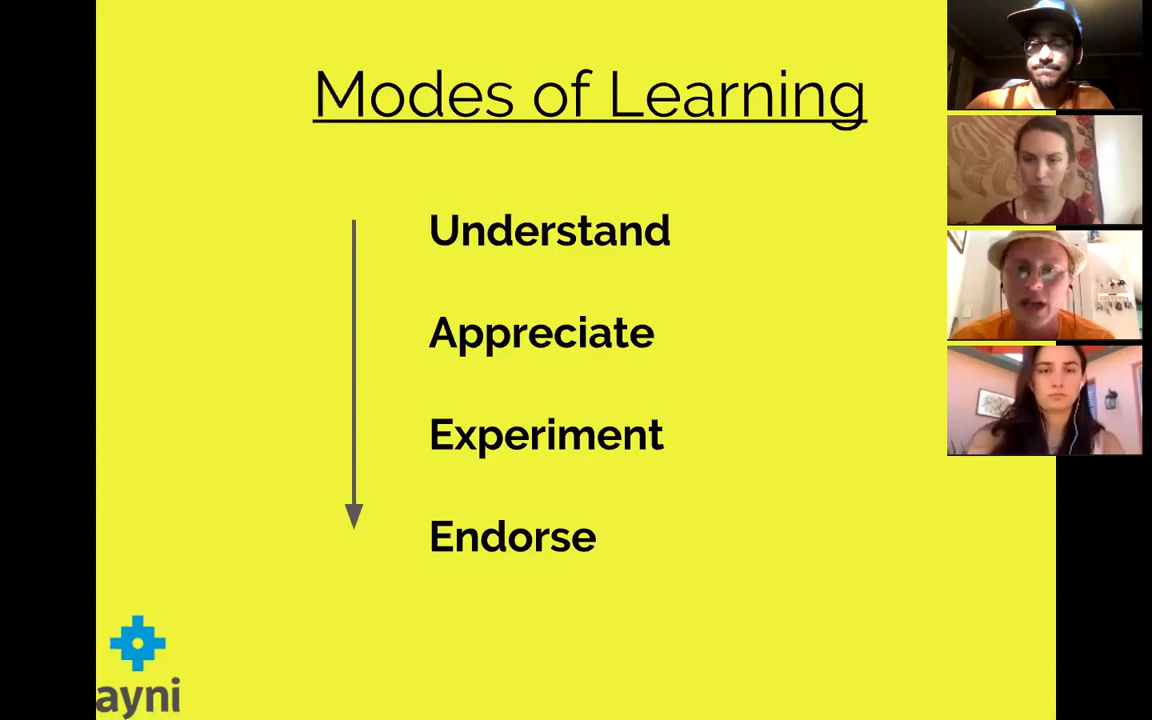 Modes of Learning
Understand
Appreciate
Experiment
Endorse
ayni